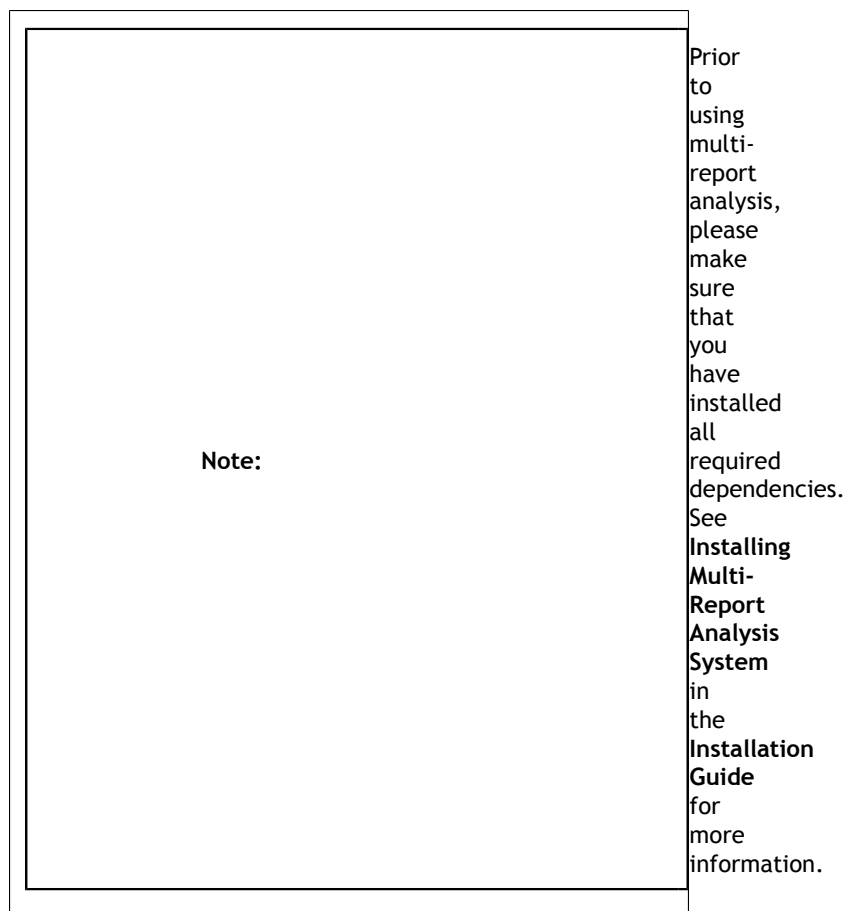 Note:
Prior
to
using
multi-
report
analysis,
please
make
sure
that
you
have
installed
all
required
dependencies.
See
Installing
Multi-
Report
Analysis
System
in
the
Installation
Guide
for
more
information.